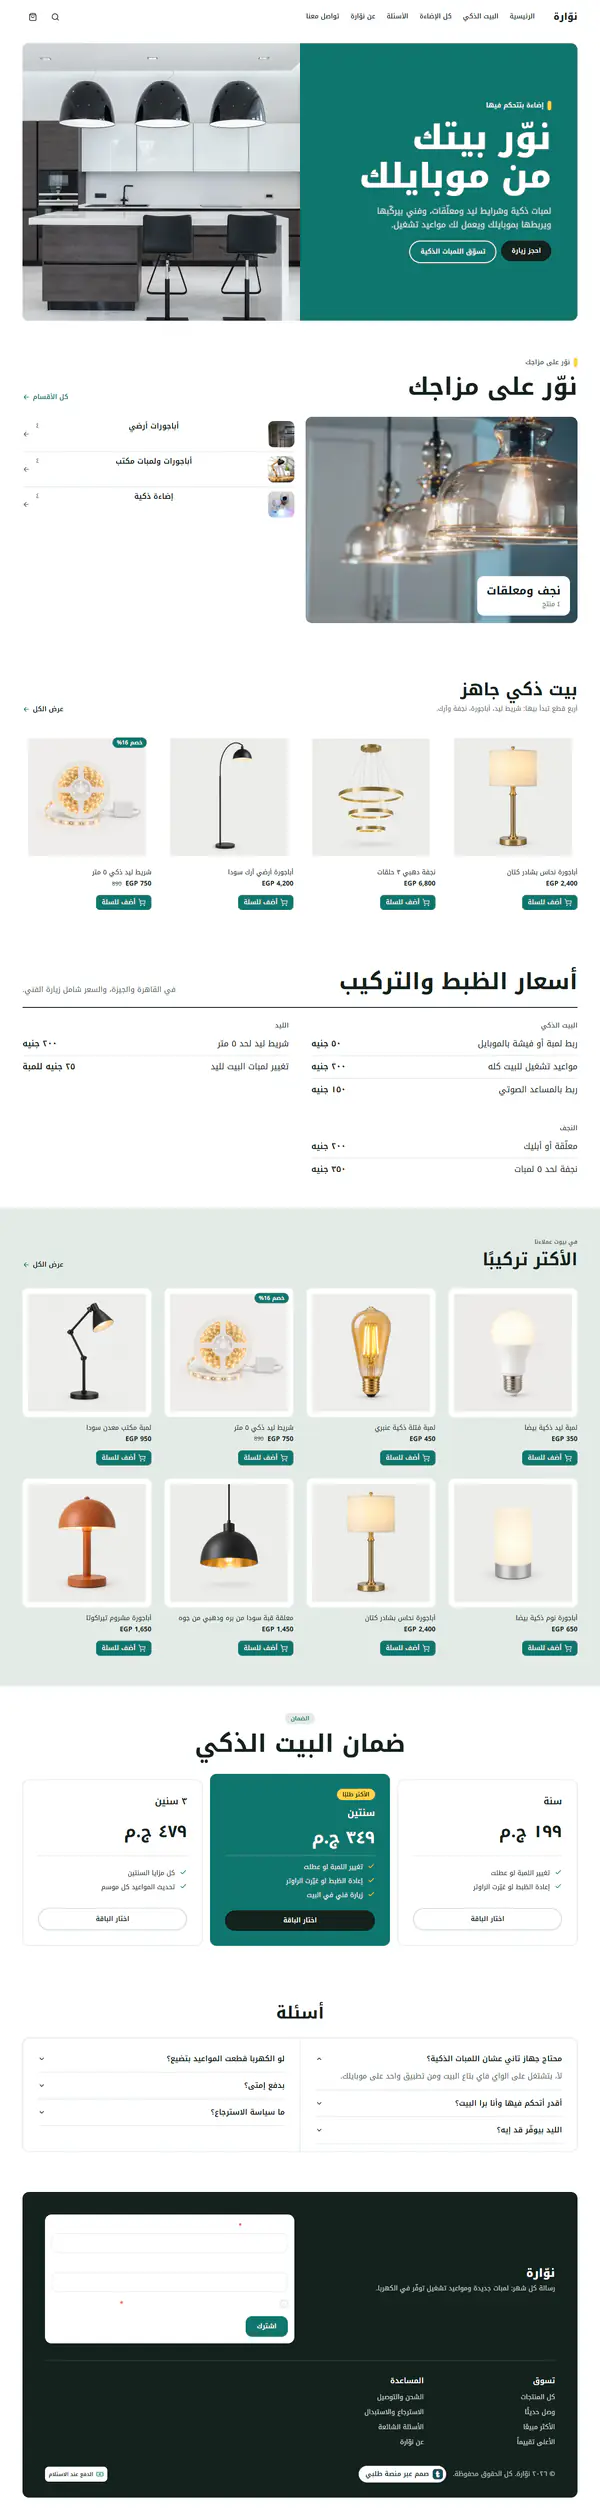 نوّارة
الرئيسية
البيت الذكي
كل الإضاءة
الأسئلة
عن نوّارة
تواصل معنا
إضاءة بتتحكم فيها
نوّر بيتك
من موبايلك
لمبات ذكية وشرايط ليد ومعلّقات، وفني بيركّبها
ويربطها بموبايلك ويعمل لك مواعيد تشغيل.
احجز زيارة
تسوّق اللمبات الذكية
نوّر على مزاجك
نوّر على مزاجك
كل الأقسام
نجف ومعلقات
٤ منتج
أباجورات أرضي
٤
أباجورات ولمبات مكتب
٤
إضاءة ذكية
٤
بيت ذكي جاهز
أربع قطع تبدأ بيها: شريط ليد، أباجورة، نجفة وأرك.
عرض الكل
أباجورة نحاس بشادر كتان
EGP 2,400
أضف للسلة
نجفة دهبي ٣ حلقات
EGP 6,800
أضف للسلة
أباجورة أرضي أرك سودا
EGP 4,200
أضف للسلة
خصم 16%
شريط ليد ذكي ٥ متر
EGP 750 890
أضف للسلة
أسعار الظبط والتركيب
في القاهرة والجيزة، والسعر شامل زيارة الفني.
البيت الذكي
ربط لمبة أو فيشة بالموبايل
٥٠ جنيه
مواعيد تشغيل للبيت كله
٢٠٠ جنيه
ربط بالمساعد الصوتي
١٥٠ جنيه
الليد
شريط ليد لحد ٥ متر
٢٠٠ جنيه
تغيير لمبات البيت لليد
٢٥ جنيه للمبة
النجف
معلّقة أو أبليك
٢٠٠ جنيه
نجفة لحد ٥ لمبات
٣٥٠ جنيه
في بيوت عملاءنا
الأكتر تركيبًا
عرض الكل
لمبة ليد ذكية بيضا
EGP 350
أضف للسلة
لمبة فتلة ذكية عنبري
EGP 450
أضف للسلة
خصم 16%
شريط ليد ذكي ٥ متر
EGP 750 890
أضف للسلة
لمبة مكتب معدن سودا
EGP 950
أضف للسلة
أباجورة نوم ذكية بيضا
EGP 650
أضف للسلة
أباجورة نحاس بشادر كتان
EGP 2,400
أضف للسلة
معلقة قبة سودا من بره ودهبي من جوه
EGP 1,450
أضف للسلة
أباجورة مشروم تيراكوتا
EGP 1,650
أضف للسلة
الضمان
ضمان البيت الذكي
سنة
١٩٩ ج.م
تغيير اللمبة لو عطلت
إعادة الظبط لو غيّرت الراوتر
اختار الباقة
الأكثر طلبًا
سنتين
٣٤٩ ج.م
تغيير اللمبة لو عطلت
إعادة الظبط لو غيّرت الراوتر
زيارة فني في البيت
اختار الباقة
٣ سنين
٤٧٩ ج.م
كل مزايا السنتين
تحديث المواعيد كل موسم
اختار الباقة
أسئلة
محتاج جهاز تاني عشان اللمبات الذكية؟
لأ، بتشتغل على الواي فاي بتاع البيت ومن تطبيق واحد على موبايلك.
أقدر أتحكم فيها وأنا برا البيت؟
الليد بيوفّر قد إيه؟
لو الكهربا قطعت المواعيد بتضيع؟
بدفع إمتى؟
ما سياسة الاسترجاع؟
نوّارة
رسالة كل شهر: لمبات جديدة ومواعيد تشغيل توفّر في الكهربا.
*
*
اشترك
تسوق
كل المنتجات
وصل حديثًا
الأكثر مبيعًا
الأعلى تقييماً
المساعدة
الشحن والتوصيل
الاسترجاع والاستبدال
الأسئلة الشائعة
عن نوّارة
© ٢٠٢٦ نوّارة. كل الحقوق محفوظة.
صمم عبر منصة طلبي
الدفع عند الاستلام